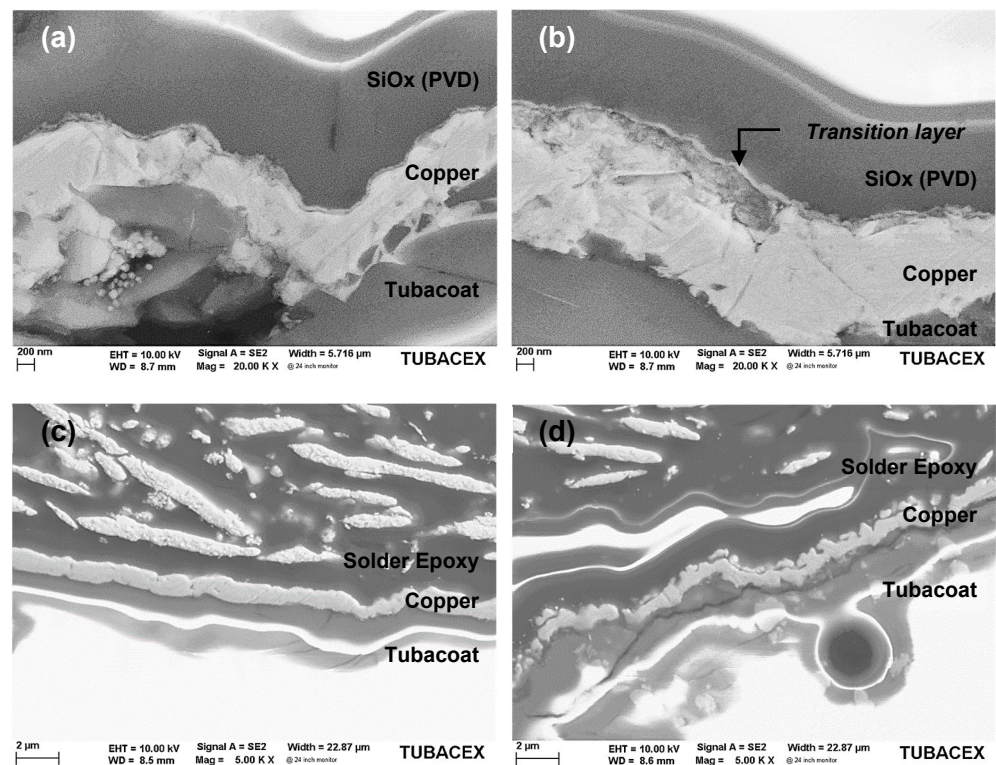 (a)
SiOx (PVD)
Copper
Tubacoat
200 nm
EHT = 10.00 kV Signal A = SE2 Width = 5.716 µm
WD = 8.7 mm Mag = 20.00 K X @ 24 inch monitor
TUBACEX
(b)
Transition layer
SiOx (PVD)
Copper
Tubacoat
200 nm
EHT = 10.00 kV Signal A = SE2 Width = 5.716 µm
WD = 8.7 mm Mag = 20.00 K X @ 24 inch monitor
TUBACEX
(c)
Solder Epoxy
Copper
Tubacoat
2 µm
EHT = 10.00 kV Signal A = SE2 Width = 22.87 µm
WD = 8.5 mm Mag = 5.00 K X @ 24 inch monitor
TUBACEX
(d)
Solder Epoxy
Copper
Tubacoat
2 µm
EHT = 10.00 kV Signal A = SE2 Width = 22.87 µm
WD = 8.6 mm Mag = 5.00 K X @ 24 inch monitor
TUBACEX